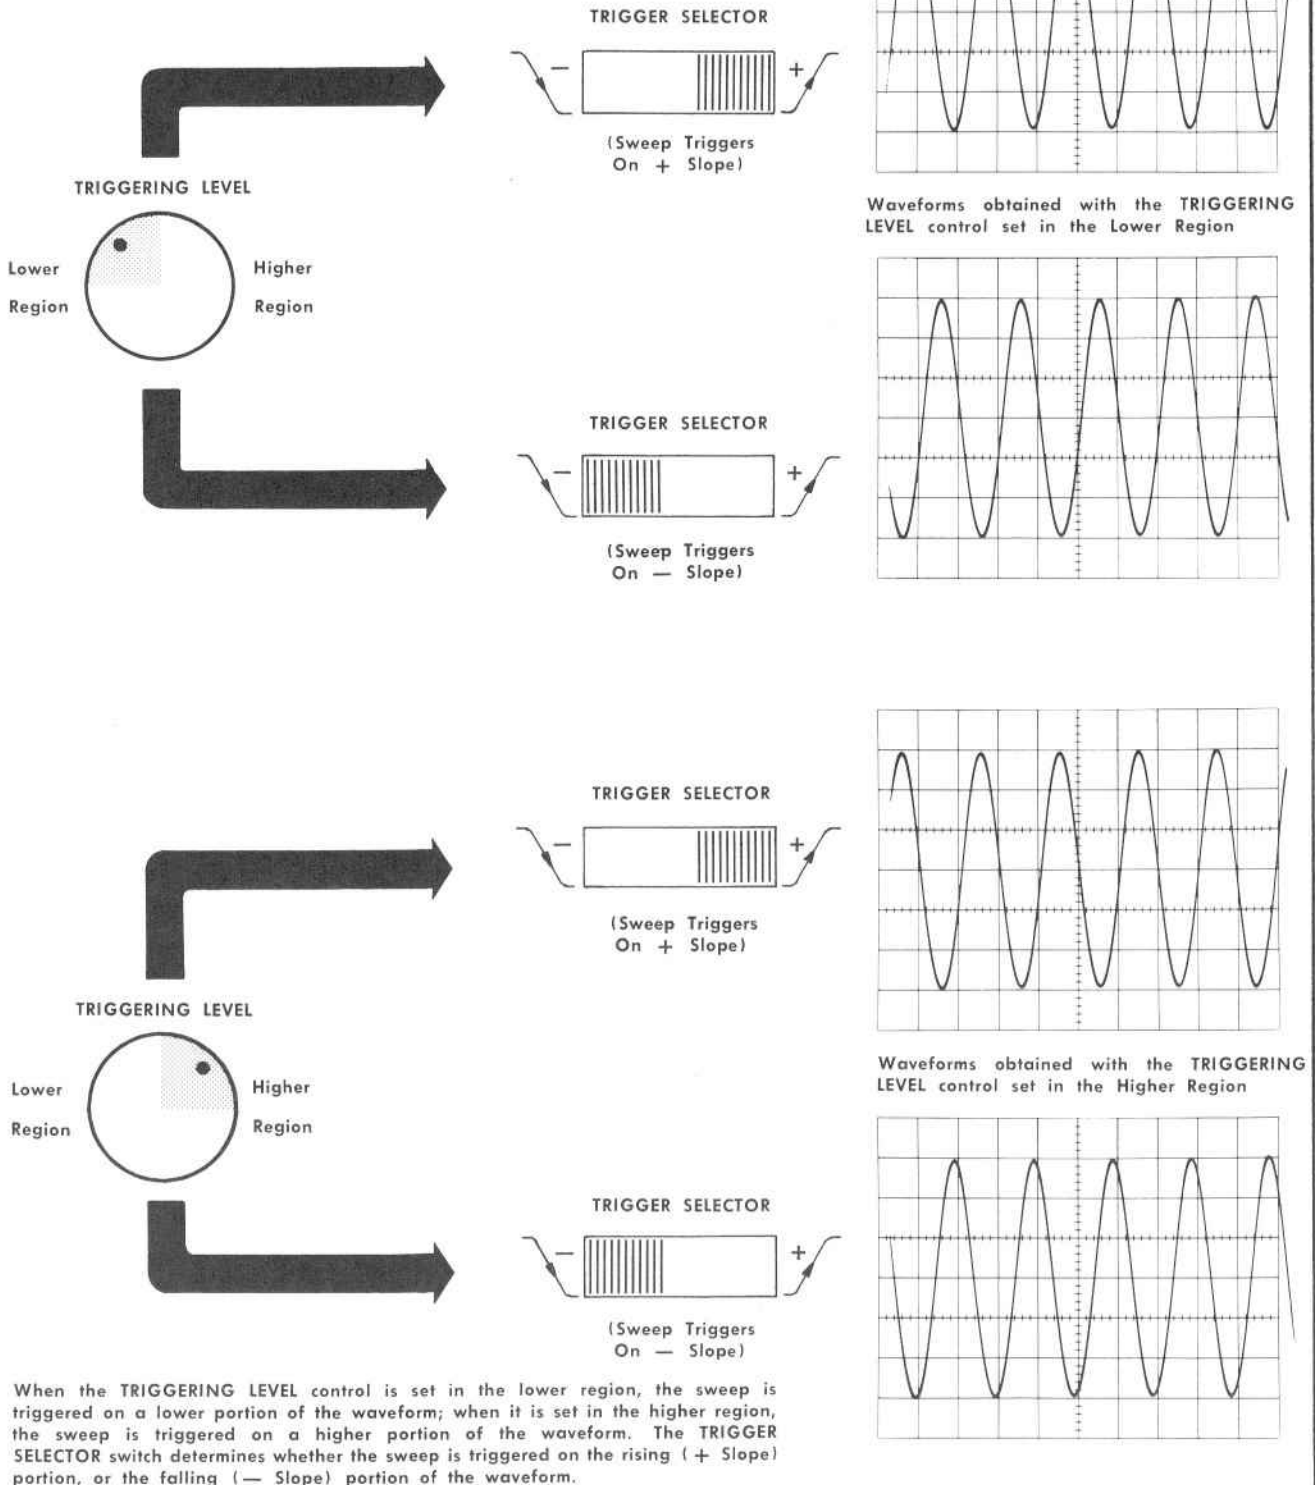 TRIGGER SELECTOR
— +
(Sweep Triggers
On + Slope)
TRIGGERING LEVEL
Lower
Region
Higher
Region
Waveforms obtained with the TRIGGERING
LEVEL control set in the Lower Region
TRIGGER SELECTOR
— +
(Sweep Triggers
On — Slope)
TRIGGER SELECTOR
— +
(Sweep Triggers
On + Slope)
TRIGGERING LEVEL
Lower
Region
Higher
Region
Waveforms obtained with the TRIGGERING
LEVEL control set in the Higher Region
TRIGGER SELECTOR
— +
(Sweep Triggers
On — Slope)
When the TRIGGERING LEVEL control is set in the lower region, the sweep is
triggered on a lower portion of the waveform; when it is set in the higher region,
the sweep is triggered on a higher portion of the waveform. The TRIGGER
SELECTOR switch determines whether the sweep is triggered on the rising (+ Slope)
portion, or the falling (— Slope) portion of the waveform.